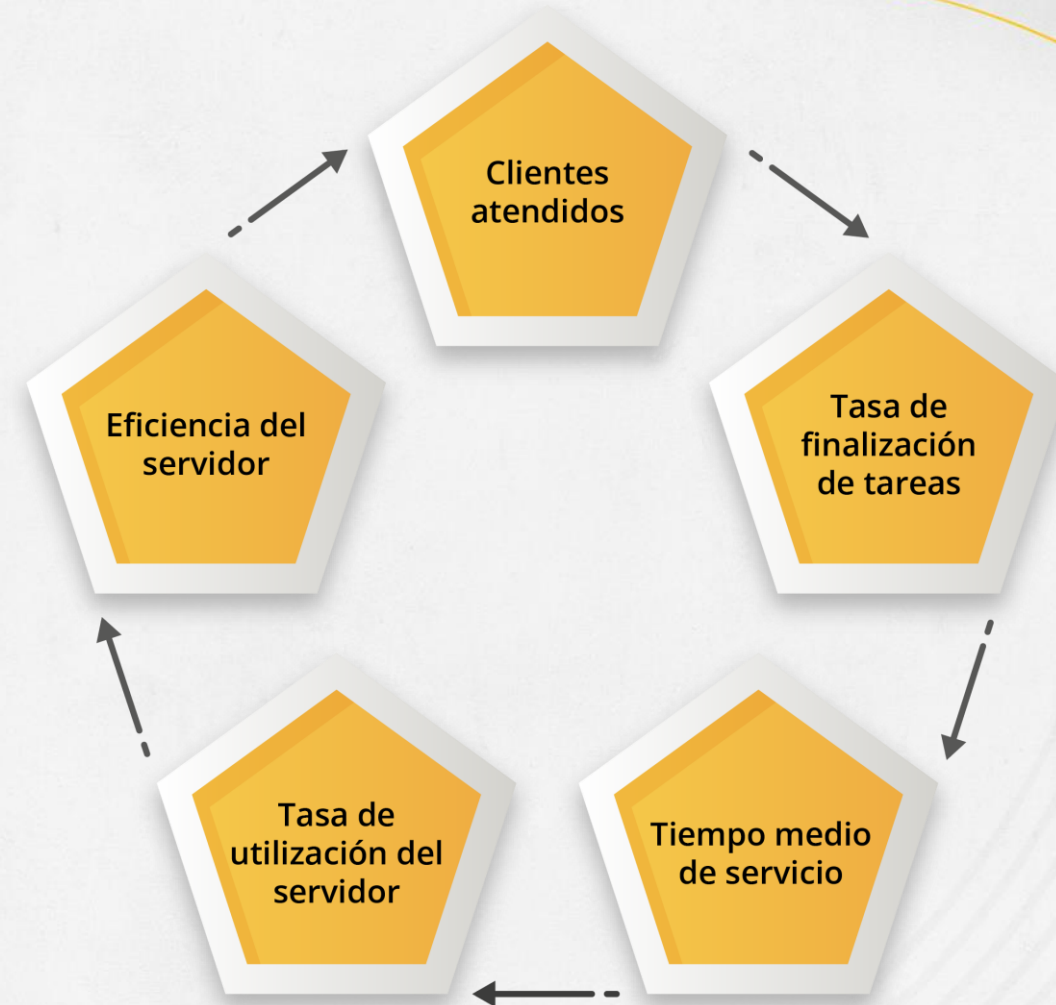 Clientes
atendidos
Tasa de
finalización
de tareas
Tiempo medio
de servicio
Tasa de
utilización del
servidor
Eficiencia del
servidor